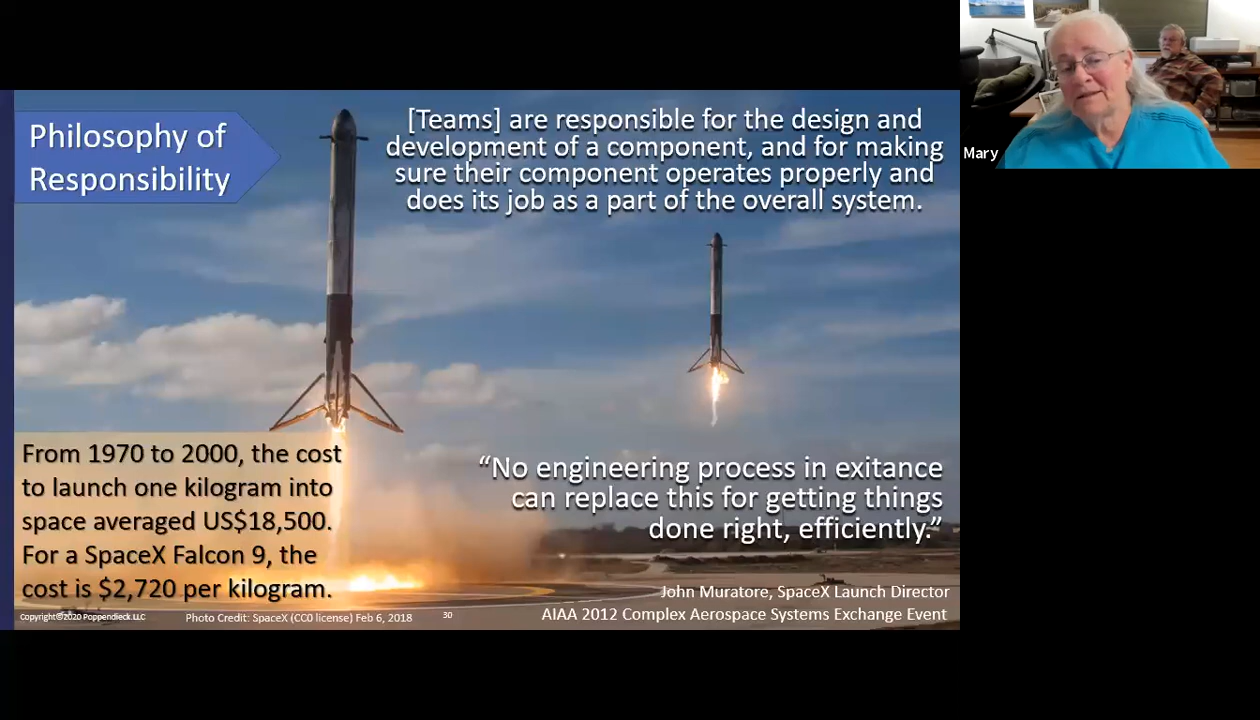 Philosophy of
Responsibility
[Teams] are responsible for the design and
development of a component, and for making
sure their component operates properly and
does its job as a part of the overall system.
Mary
From 1970 to 2000, the cost
to launch one kilogram into
space averaged US$18,500.
For a SpaceX Falcon 9, the
cost is $2,720 per kilogram.
“No engineering process in exitance
can replace this for getting things
done right, efficiently.”
John Muratore, SpaceX Launch Director
AIAA 2012 Complex Aerospace Systems Exchange Event
Copyright©2020 Poppendieck.LLC
Photo Credit: SpaceX (CC0 license) Feb 6, 2018
30